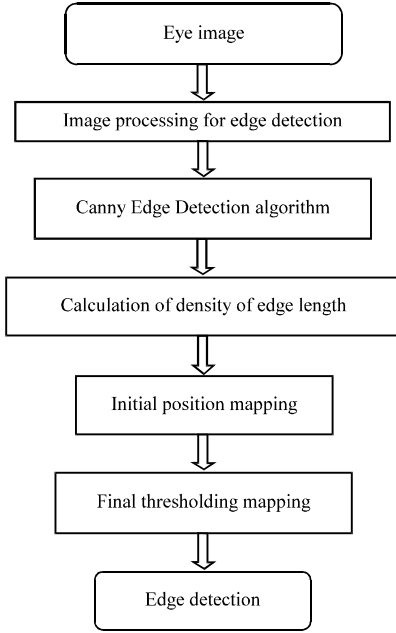 Eye image
Image processing for edge detection
Canny Edge Detection algorithm
Calculation of density of edge length
Initial position mapping
Final thresholding mapping
Edge detection